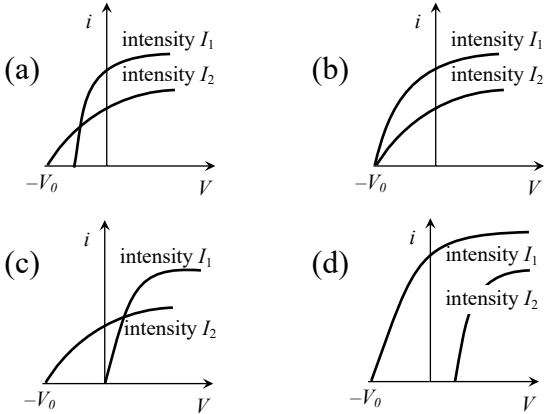 (a)
i
intensity I₁
intensity I₂
−V₀
V
(b)
i
intensity I₁
intensity I₂
−V₀
V
(c)
i
intensity I₁
intensity I₂
−V₀
V
(d)
i
intensity I₁
intensity I₂
−V₀
V